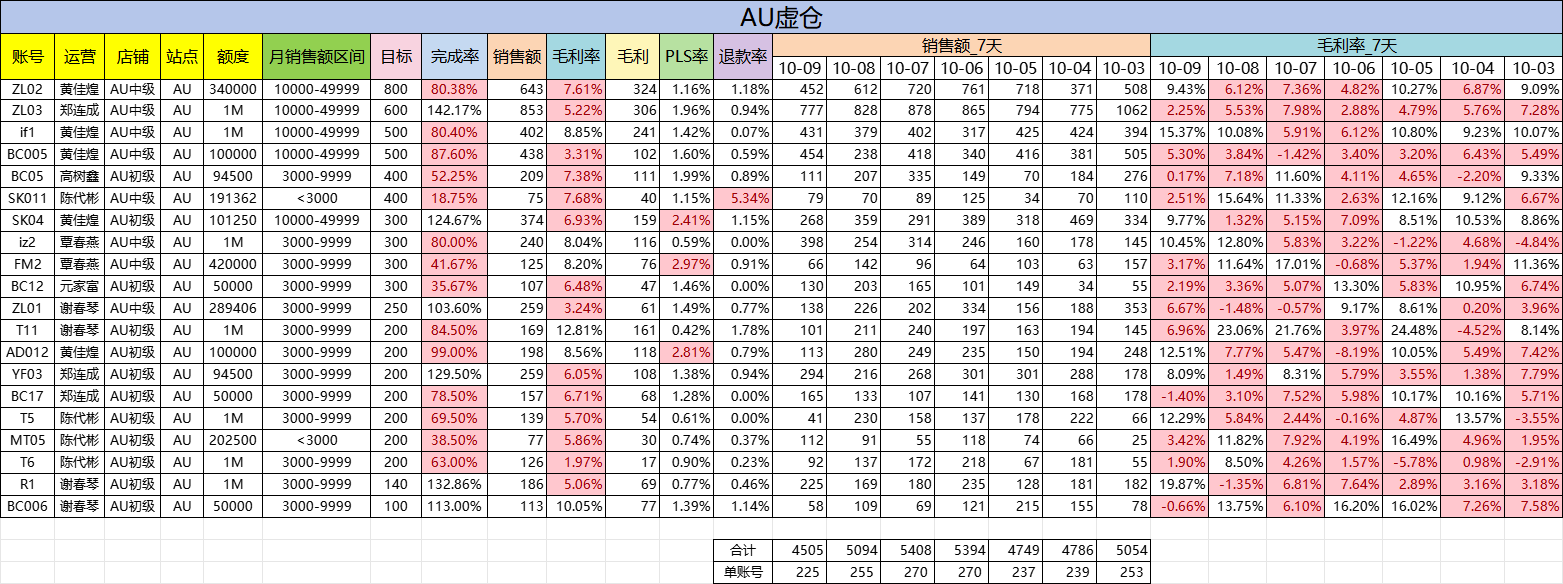 AU虚仓
账号 运营 店铺 站点 额度 月销售额区间 目标 完成率 销售额 毛利率 毛利 PLS率 退款率 销售额_7天 毛利率_7天
10-09 10-08 10-07 10-06 10-05 10-04 10-03 10-09 10-08 10-07 10-06 10-05 10-04 10-03
ZL02 黄佳煌 AU中级 AU 340000 10000-49999 800 80.38% 643 7.61% 324 1.16% 1.18% 452 612 720 761 718 371 508 9.43% 6.12% 7.36% 4.82% 10.27% 6.87% 9.09%
ZL03 郑连成 AU中级 AU 1M 10000-49999 600 142.17% 853 5.22% 306 1.96% 0.94% 777 828 878 865 794 775 1062 2.25% 5.53% 7.98% 2.88% 4.79% 5.76% 7.28%
if1 黄佳煌 AU中级 AU 1M 10000-49999 500 80.40% 402 8.85% 241 1.42% 0.07% 431 379 402 317 425 424 394 15.37% 10.08% 5.91% 6.12% 10.80% 9.23% 10.07%
BC005 黄佳煌 AU中级 AU 100000 10000-49999 500 87.60% 438 3.31% 102 1.60% 0.59% 454 238 418 340 416 381 505 5.30% 3.84% -1.42% 3.40% 3.20% 6.43% 5.49%
BC05 高树鑫 AU初级 AU 94500 3000-9999 400 52.25% 209 7.38% 111 1.99% 0.89% 111 207 335 149 70 184 276 0.17% 7.18% 11.60% 4.11% 4.65% -2.20% 9.33%
SK011 陈代彬 AU中级 AU 191362 <3000 400 18.75% 75 7.68% 40 1.15% 5.34% 79 70 89 125 34 70 110 2.51% 15.64% 11.33% 2.63% 12.16% 9.12% 6.67%
SK04 黄佳煌 AU初级 AU 101250 10000-49999 300 124.67% 374 6.93% 159 2.41% 1.15% 268 359 291 389 318 469 334 9.77% 1.32% 5.15% 7.09% 8.51% 10.53% 8.86%
iz2 覃春燕 AU中级 AU 1M 3000-9999 300 80.00% 240 8.04% 116 0.59% 0.00% 398 254 314 246 160 178 145 10.45% 12.80% 5.83% 3.22% -1.22% 4.68% -4.84%
FM2 覃春燕 AU中级 AU 420000 3000-9999 300 41.67% 125 8.20% 76 2.97% 0.91% 66 142 96 64 103 63 157 3.17% 11.64% 17.01% -0.68% 5.37% 1.94% 11.36%
BC12 元家富 AU初级 AU 50000 3000-9999 300 35.67% 107 6.48% 47 1.46% 0.00% 130 203 165 101 149 34 55 2.19% 3.36% 5.07% 13.30% 5.83% 10.95% 6.74%
ZL01 谢春琴 AU中级 AU 289406 3000-9999 250 103.60% 259 3.24% 61 1.49% 0.77% 138 226 202 334 156 188 353 6.67% -1.48% -0.57% 9.17% 8.61% 0.20% 3.96%
T11 谢春琴 AU初级 AU 1M 3000-9999 200 84.50% 169 12.81% 161 0.42% 1.78% 101 211 240 197 163 194 145 6.96% 23.06% 21.76% 3.97% 24.48% -4.52% 8.14%
AD012 黄佳煌 AU初级 AU 100000 3000-9999 200 99.00% 198 8.56% 118 2.81% 0.79% 113 280 249 235 150 194 248 12.51% 7.77% 5.47% -8.19% 10.05% 5.49% 7.42%
YF03 郑连成 AU初级 AU 94500 3000-9999 200 129.50% 259 6.05% 108 1.38% 0.94% 294 216 268 301 301 288 178 8.09% 1.49% 8.31% 5.79% 3.55% 1.38% 7.79%
BC17 郑连成 AU初级 AU 50000 3000-9999 200 78.50% 157 6.71% 68 1.28% 0.00% 165 133 107 141 130 168 178 -1.40% 3.10% 7.52% 5.98% 10.17% 10.16% 5.71%
T5 陈代彬 AU初级 AU 1M 3000-9999 200 69.50% 139 5.70% 54 0.61% 0.00% 41 230 158 137 178 222 66 12.29% 5.84% 2.44% -0.16% 4.87% 13.57% -3.55%
MT05 陈代彬 AU初级 AU 202500 <3000 200 38.50% 77 5.86% 30 0.74% 0.37% 112 91 55 118 74 66 25 3.42% 11.82% 7.92% 4.19% 16.49% 4.96% 1.95%
T6 陈代彬 AU初级 AU 1M 3000-9999 200 63.00% 126 1.97% 17 0.90% 0.23% 92 137 172 218 67 181 55 1.90% 8.50% 4.26% 1.57% -5.78% 0.98% -2.91%
R1 谢春琴 AU初级 AU 1M 3000-9999 140 132.86% 186 5.06% 69 0.77% 0.46% 225 169 180 235 128 181 182 19.87% -1.35% 6.81% 7.64% 2.89% 3.16% 3.18%
BC006 谢春琴 AU初级 AU 50000 3000-9999 100 113.00% 113 10.05% 77 1.39% 1.14% 58 109 69 121 215 155 78 -0.66% 13.75% 6.10% 16.20% 16.02% 7.26% 7.58%
合计 4505 5094 5408 5394 4749 4786 5054
单账号 225 255 270 270 237 239 253